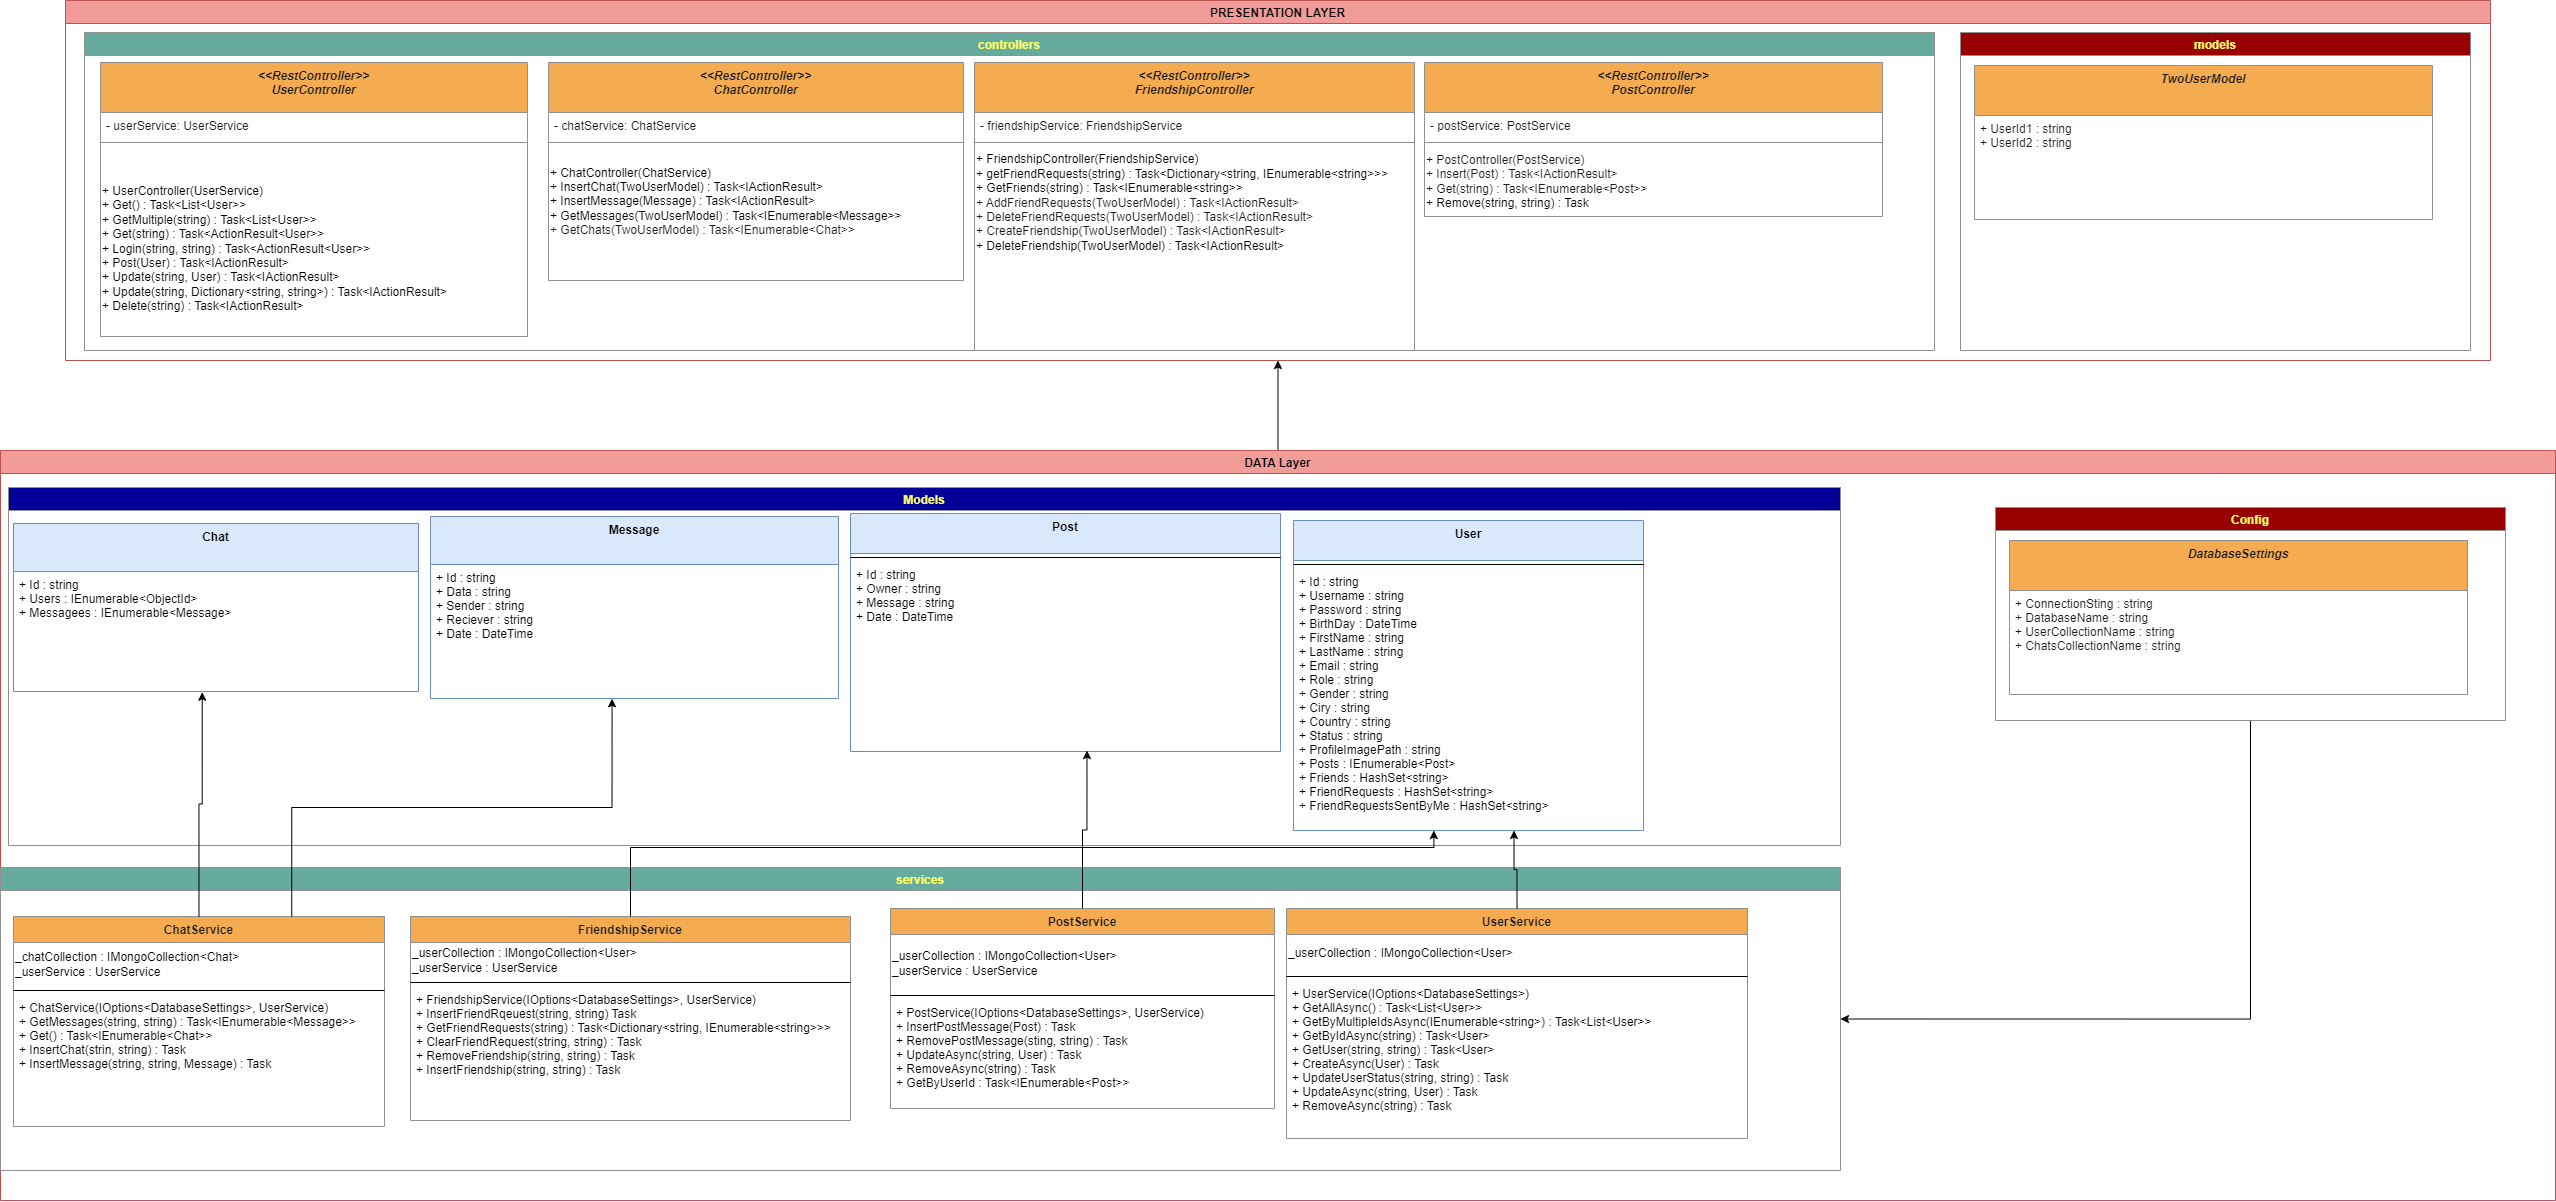 PRESENTATION LAYER
controllers
<<RestController>>
UserController
- userService: UserService
+ UserController(UserService)
+ Get() : Task<List<User>>
+ GetMultiple(string) : Task<List<User>>
+ Get(string) : Task<ActionResult<User>>
+ Login(string, string) : Task<ActionResult<User>>
+ Post(User) : Task<IActionResult>
+ Update(string, User) : Task<IActionResult>
+ Update(string, Dictionary<string, string>) : Task<IActionResult>
+ Delete(string) : Task<IActionResult>
<<RestController>>
ChatController
- chatService: ChatService
+ ChatController(ChatService)
+ InsertChat(TwoUserModel) : Task<IActionResult>
+ InsertMessage(Message) : Task<IActionResult>
+ GetMessages(TwoUserModel) : Task<IEnumerable<Message>>
+ GetChats(TwoUserModel) : Task<IEnumerable<Chat>>
<<RestController>>
FriendshipController
- friendshipService: FriendshipService
+ FriendshipController(FriendshipService)
+ getFriendRequests(string) : Task<Dictionary<string, IEnumerable<string>>>
+ GetFriends(string) : Task<IEnumerable<string>>
+ AddFriendRequests(TwoUserModel) : Task<IActionResult>
+ DeleteFriendRequests(TwoUserModel) : Task<IActionResult>
+ CreateFriendship(TwoUserModel) : Task<IActionResult>
+ DeleteFriendship(TwoUserModel) : Task<IActionResult>
<<RestController>>
PostController
- postService: PostService
+ PostController(PostService)
+ Insert(Post) : Task<IActionResult>
+ Get(string) : Task<IEnumerable<Post>>
+ Remove(string, string) : Task
models
TwoUserModel
+ UserId1 : string
+ UserId2 : string
DATA Layer
Models
Chat
+ Id : string
+ Users : IEnumerable<ObjectId>
+ Messagees : IEnumerable<Message>
Message
+ Id : string
+ Data : string
+ Sender : string
+ Reciever : string
+ Date : DateTime
Post
+ Id : string
+ Owner : string
+ Message : string
+ Date : DateTime
User
+ Id : string
+ Username : string
+ Password : string
+ BirthDay : DateTime
+ FirstName : string
+ LastName : string
+ Email : string
+ Role : string
+ Gender : string
+ Ciry : string
+ Country : string
+ Status : string
+ ProfileImagePath : string
+ Posts : IEnumerable<Post>
+ Friends : HashSet<string>
+ FriendRequests : HashSet<string>
+ FriendRequestsSentByMe : HashSet<string>
Config
DatabaseSettings
+ ConnectionSting : string
+ DatabaseName : string
+ UserCollectionName : string
+ ChatsCollectionName : string
services
ChatService
_chatCollection : IMongoCollection<Chat>
_userService : UserService
+ ChatService(IOptions<DatabaseSettings>, UserService)
+ GetMessages(string, string) : Task<IEnumerable<Message>>
+ Get() : Task<IEnumerable<Chat>>
+ InsertChat(strin, string) : Task
+ InsertMessage(string, string, Message) : Task
FriendshipService
_userCollection : IMongoCollection<User>
_userService : UserService
+ FriendshipService(IOptions<DatabaseSettings>, UserService)
+ InsertFriendRqeuest(string, string) Task
+ GetFriendRequests(string) : Task<Dictionary<string, IEnumerable<string>>>
+ ClearFriendRequest(string, string) : Task
+ RemoveFriendship(string, string) : Task
+ InsertFriendship(string, string) : Task
PostService
_userCollection : IMongoCollection<User>
_userService : UserService
+ PostService(IOptions<DatabaseSettings>, UserService)
+ InsertPostMessage(Post) : Task
+ RemovePostMessage(sting, string) : Task
+ UpdateAsync(string, User) : Task
+ RemoveAsync(string) : Task
+ GetByUserId : Task<IEnumerable<Post>>
UserService
_userCollection : IMongoCollection<User>
+ UserService(IOptions<DatabaseSettings>)
+ GetAllAsync() : Task<List<User>>
+ GetByMultipleIdsAsync(IEnumerable<string>) : Task<List<User>>
+ GetByIdAsync(string) : Task<User>
+ GetUser(string, string) : Task<User>
+ CreateAsync(User) : Task
+ UpdateUserStatus(string, string) : Task
+ UpdateAsync(string, User) : Task
+ RemoveAsync(string) : Task